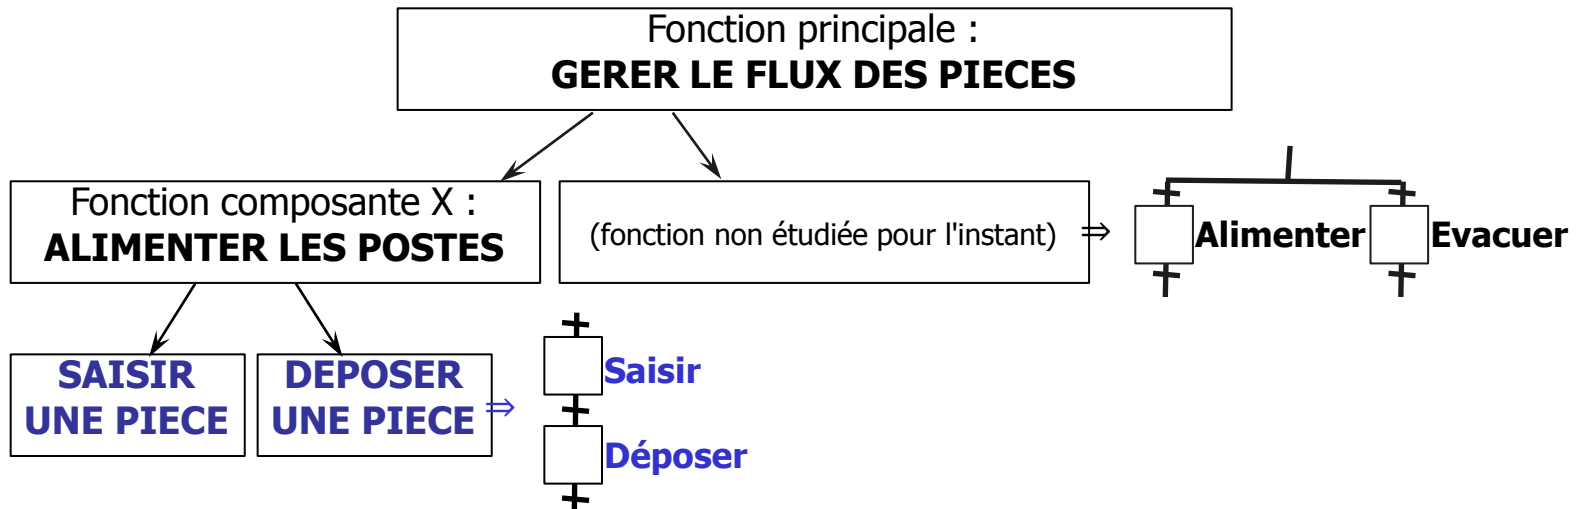 Fonction principale :
GERER LE FLUX DES PIECES
Fonction composante X :
ALIMENTER LES POSTES
(fonction non étudiée pour l'instant)
⇒
Alimenter
Evacuer
SAISIR
UNE PIECE
DEPOSER
UNE PIECE
⇒
Saisir
Déposer